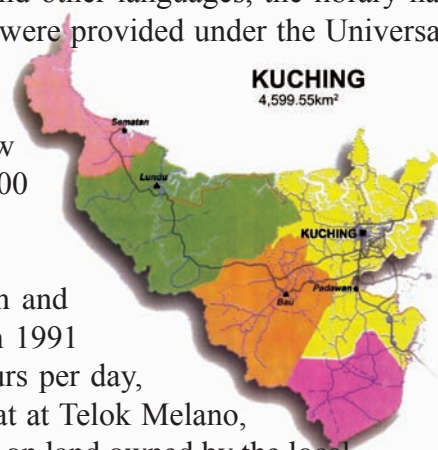 and other languages, the library ha
were provided under the Universa
KUCHING
4,599.55km²
Sematan
w
Lundu
00
KUCHING
n and
Padawan
Bau
n 1991
urs per day,
at at Telok Melano,
on land owned by the local